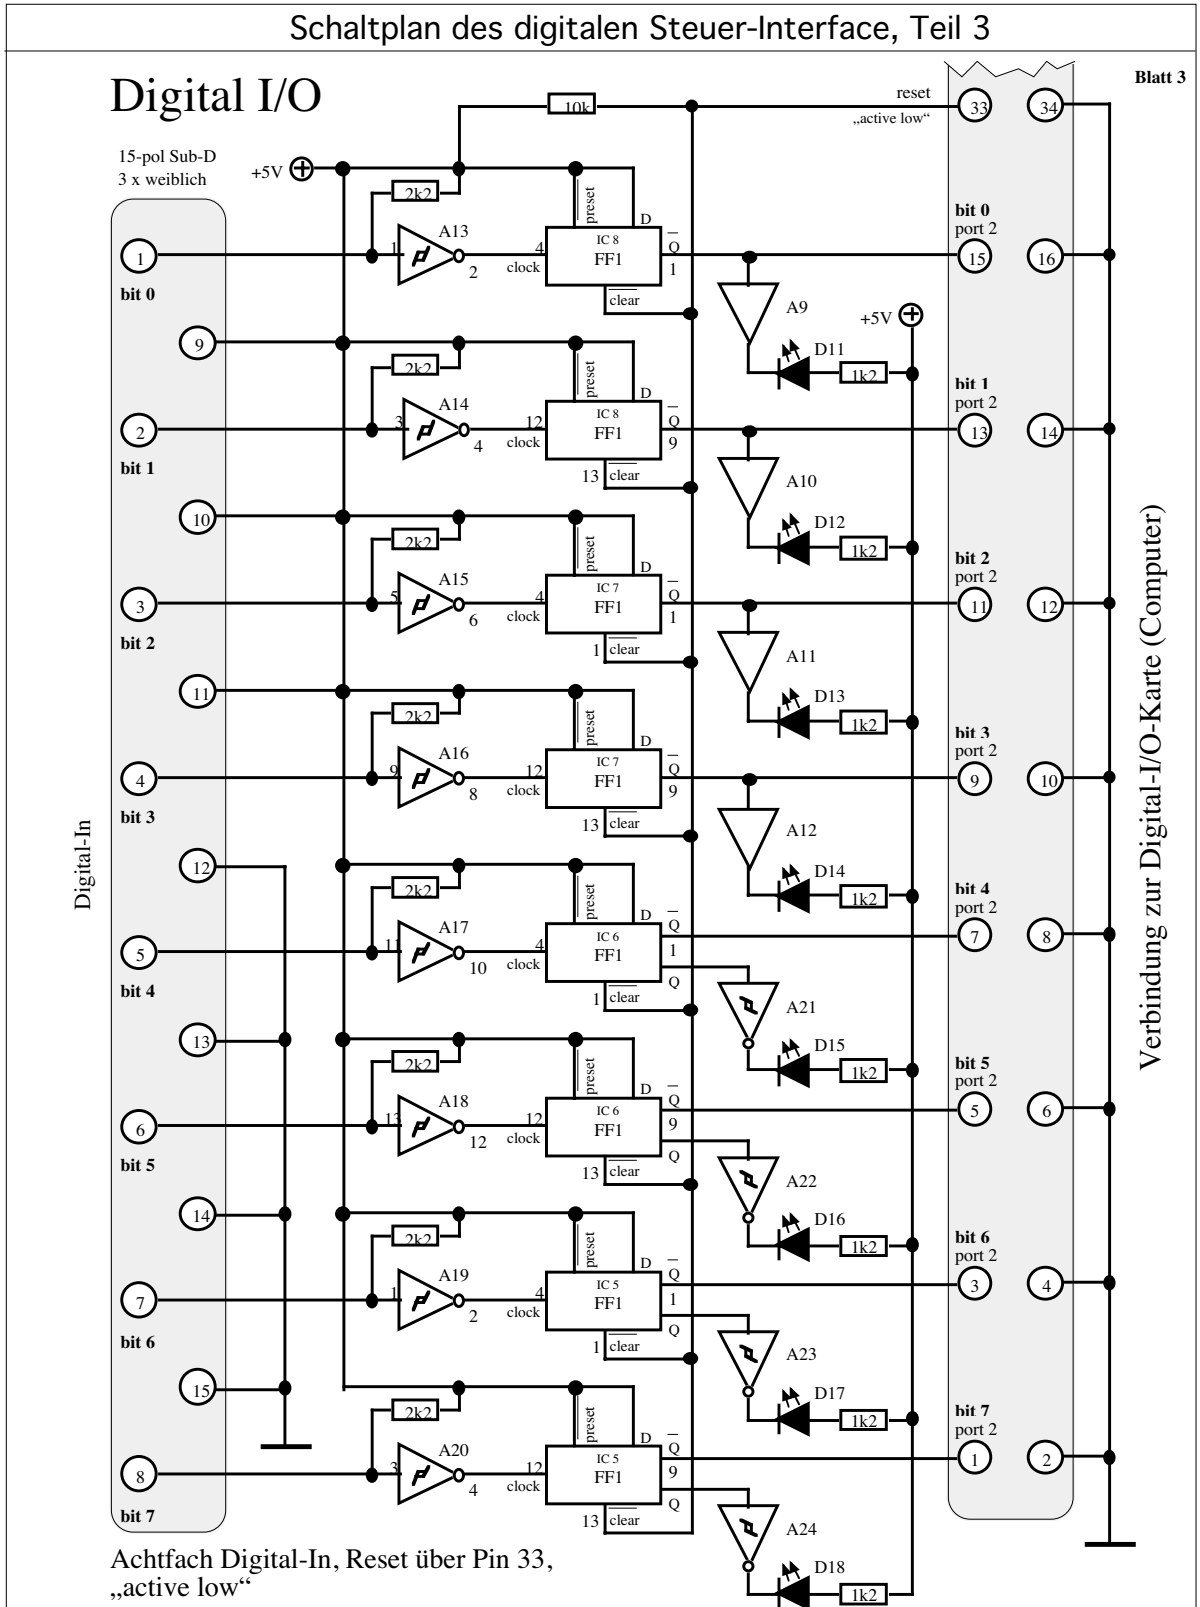 Schaltplan des digitalen Steuer-Interface, Teil 3
Blatt 3
Digital I/O
10k
reset
„active low“
33
34
15-pol Sub-D
3 x weiblich
+5V
2k2
preset
D
A13
1
1
2
4
clock
IC 8
FF1
Q
1
clear
bit 0
port 2
15
16
bit 0
A9
+5V
9
2k2
preset
D
D11
1k2
A14
2
3
4
12
clock
IC 8
FF1
Q
9
13
clear
bit 1
port 2
13
14
bit 1
A10
10
2k2
preset
D
D12
1k2
A15
3
5
6
4
clock
IC 7
FF1
Q
1
1
clear
bit 2
port 2
11
12
bit 2
A11
11
2k2
preset
D
D13
1k2
A16
4
9
8
12
clock
IC 7
FF1
Q
9
13
clear
bit 3
port 2
9
10
bit 3
A12
12
2k2
preset
D
D14
1k2
A17
5
11
10
4
clock
IC 6
FF1
Q
1
Q
1
clear
bit 4
port 2
7
8
bit 4
A21
13
2k2
preset
D
D15
1k2
A18
6
13
12
12
clock
IC 6
FF1
Q
9
Q
13
clear
bit 5
port 2
5
6
bit 5
A22
14
2k2
preset
D
D16
1k2
A19
7
1
2
4
clock
IC 5
FF1
Q
1
Q
1
clear
bit 6
port 2
3
4
bit 6
A23
15
2k2
preset
D
D17
1k2
A20
8
3
4
12
clock
IC 5
FF1
Q
9
Q
13
clear
bit 7
port 2
1
2
bit 7
A24
D18
1k2
Digital-In
Verbindung zur Digital-I/O-Karte (Computer)
Achtfach Digital-In, Reset über Pin 33,
„active low“